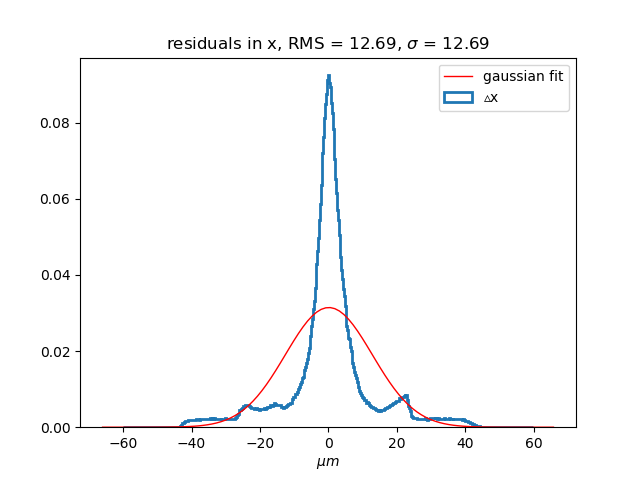 residuals in x, RMS = 12.69, σ = 12.69
gaussian fit
△x
0.08
0.06
0.04
0.02
0.00
−60 −40 −20 0 20 40 60
μm